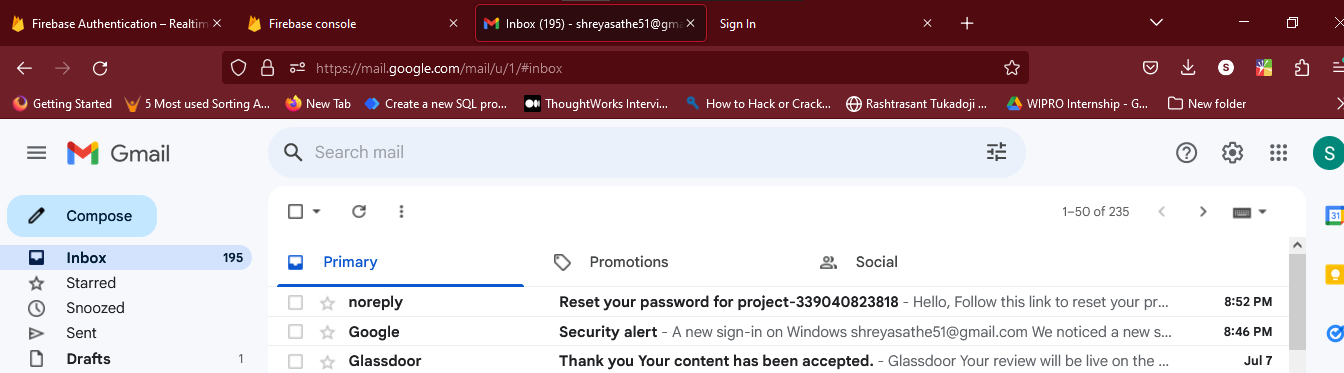 Firebase Authentication – Realtim
Firebase console
Inbox (195) - shreyasathe51@gma
Sign In
https://mail.google.com/mail/u/1/#inbox
S
Getting Started
5 Most used Sorting A...
New Tab
Create a new SQL pro...
ThoughtWorks Intervi...
How to Hack or Crack...
Rashtrasant Tukadoji ...
WIPRO Internship - G...
New folder
Gmail
Search mail
S
Compose
1–50 of 235
31
Inbox 195
Primary
Promotions
Social
Starred
Snoozed
Sent
Drafts 1
noreply Reset your password for project-339040823818 - Hello, Follow this link to reset your pr... 8:52 PM
Google Security alert - A new sign-in on Windows shreyasathe51@gmail.com We noticed a new s... 8:46 PM
Glassdoor Thank you Your content has been accepted. - Glassdoor Your review will be live on the ... Jul 7